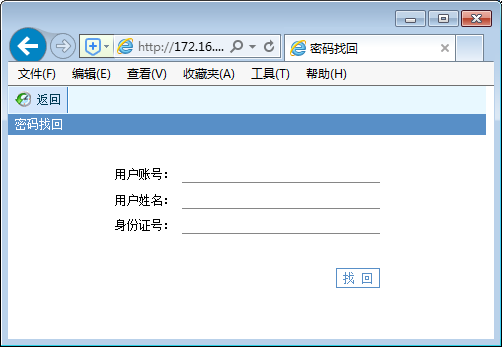 http://172.16.... 密码找回
文件(F) 编辑(E) 查看(V) 收藏夹(A) 工具(T) 帮助(H)
返回
密码找回
用户账号：
用户姓名：
身份证号：
找 回